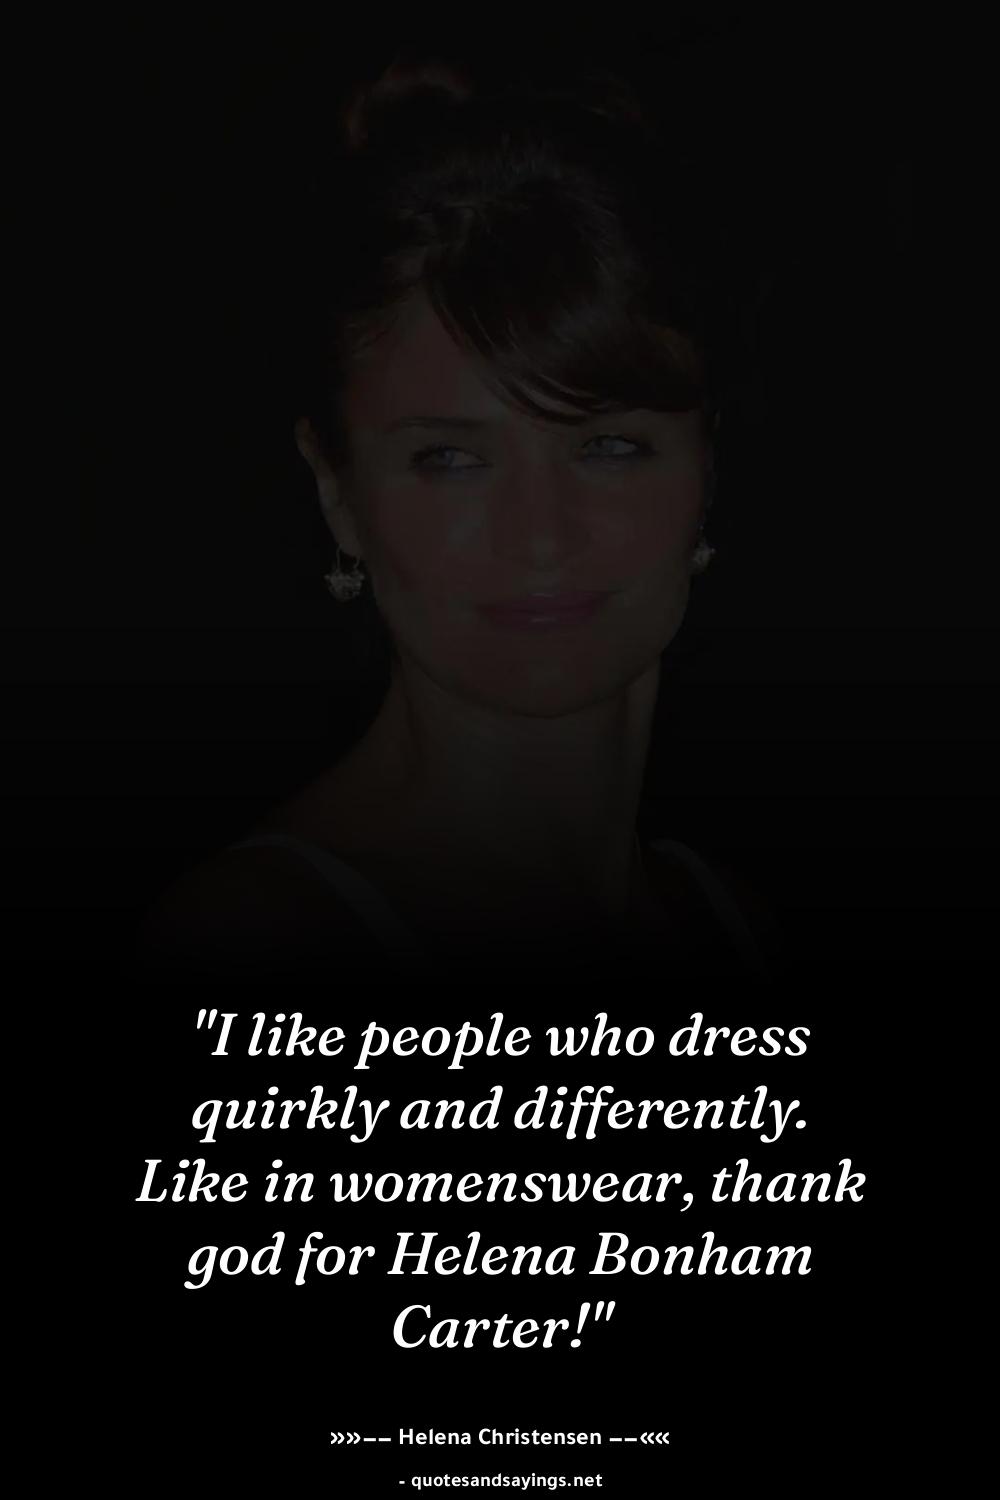 "I like people who dress
quirkly and differently.
Like in womenswear, thank
god for Helena Bonham
Carter!"
»»−− Helena Christensen −−««
- quotesandsayings.net